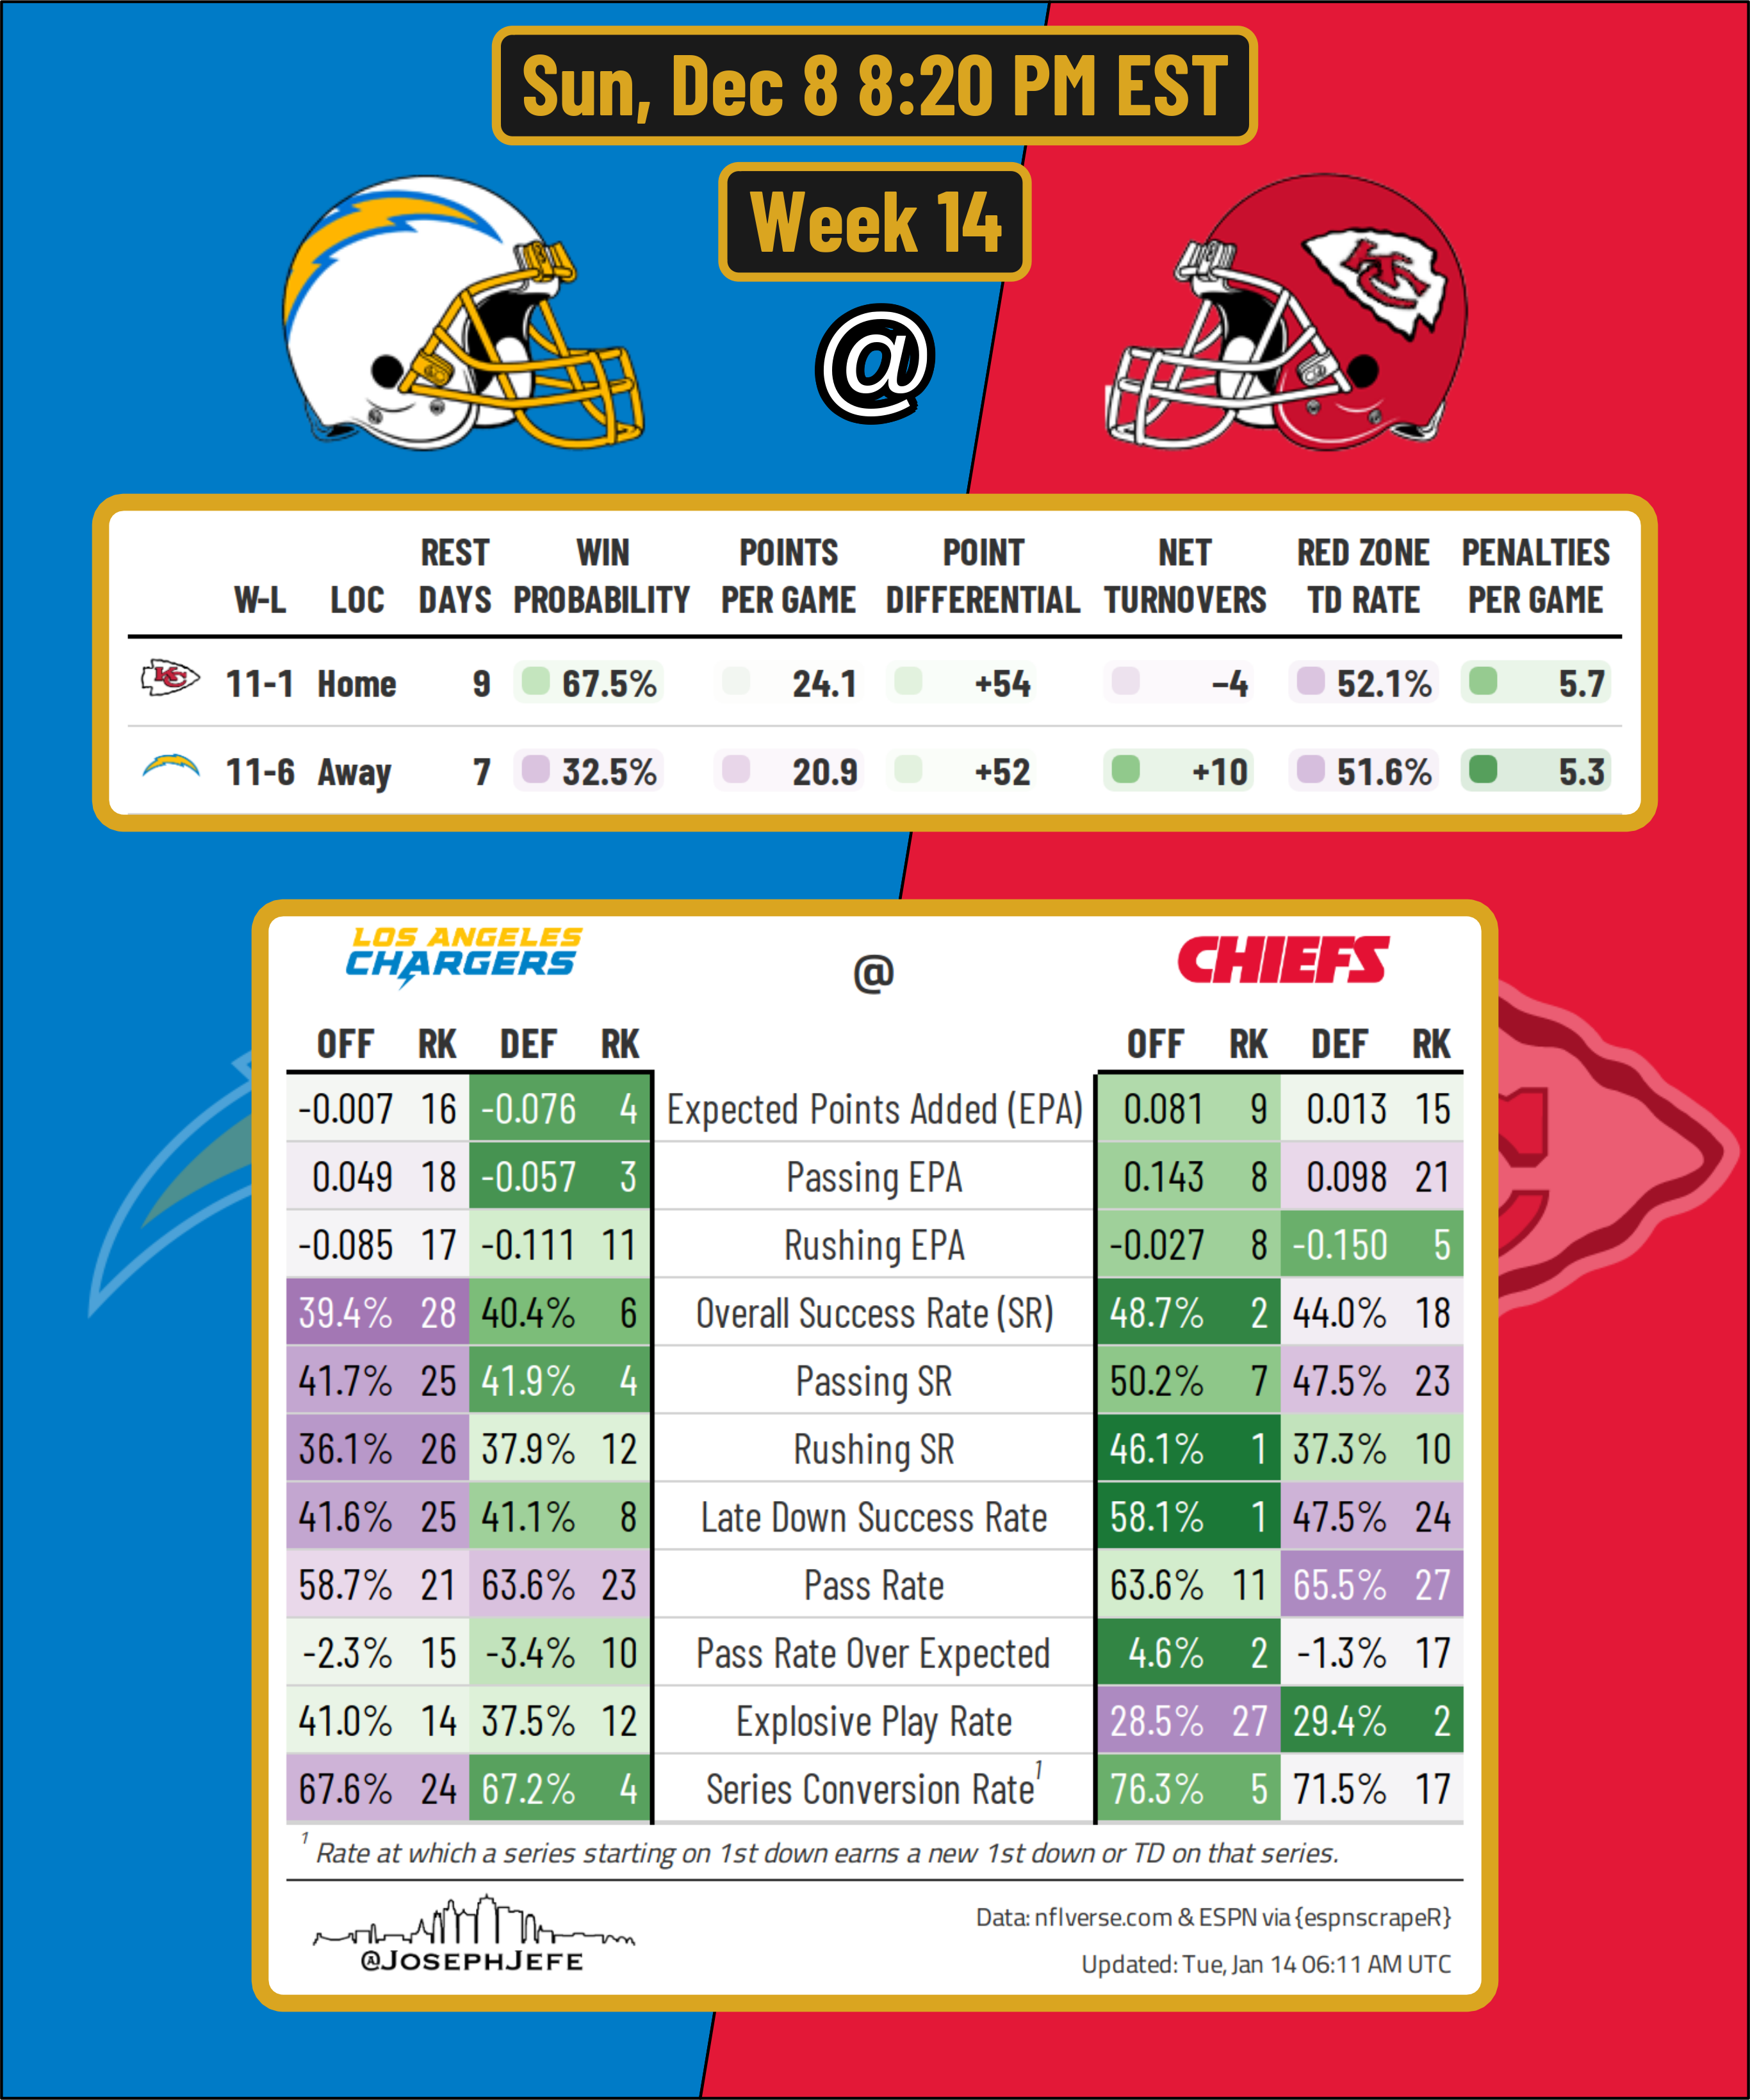 Sun, Dec 8 8:20 PM EST
Week 14
@
REST WIN POINTS POINT NET RED ZONE PENALTIES
W-L LOC DAYS PROBABILITY PER GAME DIFFERENTIAL TURNOVERS TD RATE PER GAME
KC 11-1 Home 9 67.5% 24.1 +54 −4 52.1% 5.7
11-6 Away 7 32.5% 20.9 +52 +10 51.6% 5.3
LOS ANGELES
CHARGERS @ CHIEFS
OFF RK DEF RK OFF RK DEF RK
-0.007 16 -0.076 4 Expected Points Added (EPA) 0.081 9 0.013 15
0.049 18 -0.057 3 Passing EPA 0.143 8 0.098 21
-0.085 17 -0.111 11 Rushing EPA -0.027 8 -0.150 5
39.4% 28 40.4% 6 Overall Success Rate (SR) 48.7% 2 44.0% 18
41.7% 25 41.9% 4 Passing SR 50.2% 7 47.5% 23
36.1% 26 37.9% 12 Rushing SR 46.1% 1 37.3% 10
41.6% 25 41.1% 8 Late Down Success Rate 58.1% 1 47.5% 24
58.7% 21 63.6% 23 Pass Rate 63.6% 11 65.5% 27
-2.3% 15 -3.4% 10 Pass Rate Over Expected 4.6% 2 -1.3% 17
41.0% 14 37.5% 12 Explosive Play Rate 28.5% 27 29.4% 2
67.6% 24 67.2% 4 Series Conversion Rate¹ 76.3% 5 71.5% 17
¹ Rate at which a series starting on 1st down earns a new 1st down or TD on that series.
@JOSEPHJEFE
Data: nflverse.com & ESPN via {espnscrapeR}
Updated: Tue, Jan 14 06:11 AM UTC